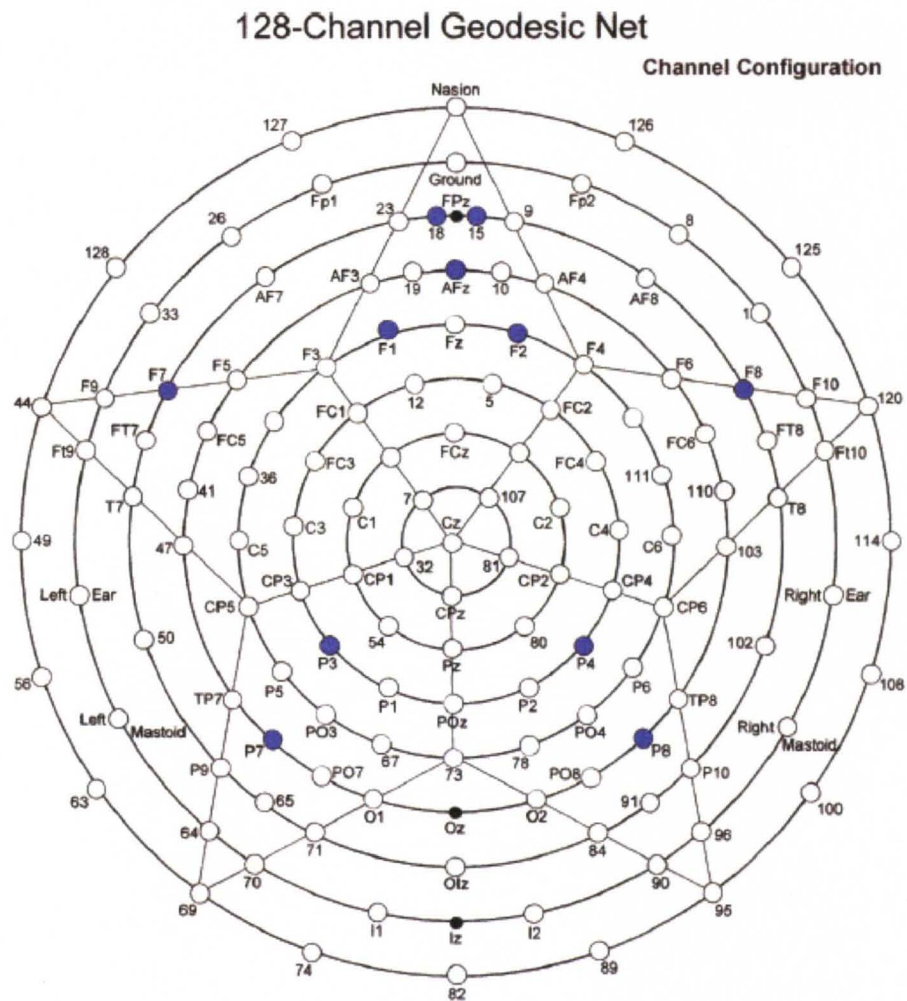 128-Channel Geodesic Net
Channel Configuration
Nasion
127 126
Ground
Fp1 Fp2
FPz
23 9
26 8
18 15
128 125
AF3 19 AFz 10 AF4
AF7 AF8
33 1
F1 Fz F2
F3 F4
F7 F5 F6 F8
44 F9 F10 120
FC1 12 5 FC2
FT7 FC5 FCz FC6 FT8
Ft9 FC3 FC4 Ft10
36 111
41 7 107 110
T7 C1 C2 T8
C3 Cz C4
49 47 C5 C6 103 114
32 81
CP3 CP1 CP2 CP4
Left Ear CPz Right Ear
CP5 CP6
54 80
50 102
P3 Pz P4
56 P5 P6 108
P1 P2
TP7 POz TP8
Left Mastoid PO3 PO4 Right Mastoid
P7 67 78 P8
73
P9 PO7 PO8 P10
63 65 91 100
O1 Oz O2
64 96
71 84
70 OIz 90
69 95
I1 Iz I2
74 89
82